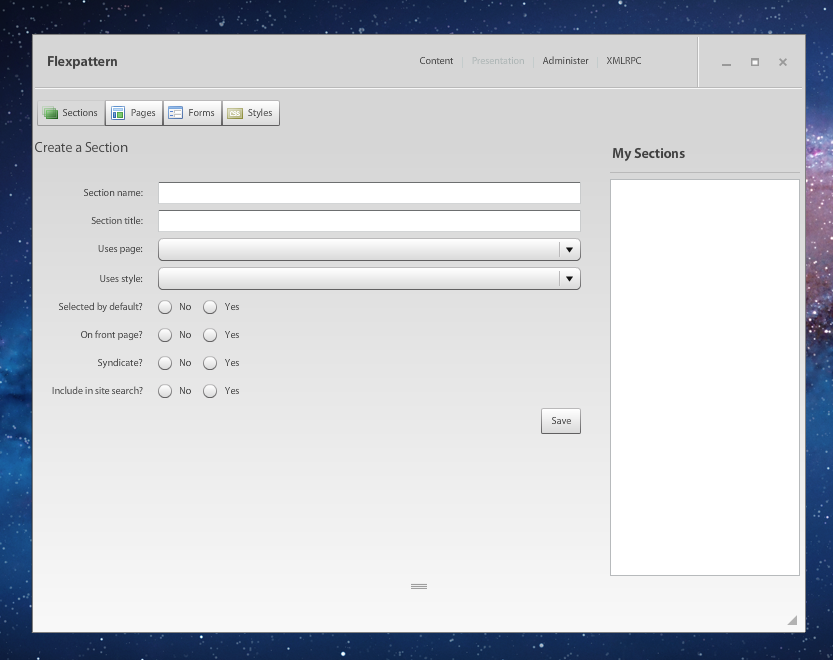 Flexpattern
Content Presentation Administer XMLRPC
Sections Pages Forms CSS Styles
Create a Section
My Sections
Section name:
Section title:
Uses page:
Uses style:
Selected by default? No Yes
On front page? No Yes
Syndicate? No Yes
Include in site search? No Yes
Save